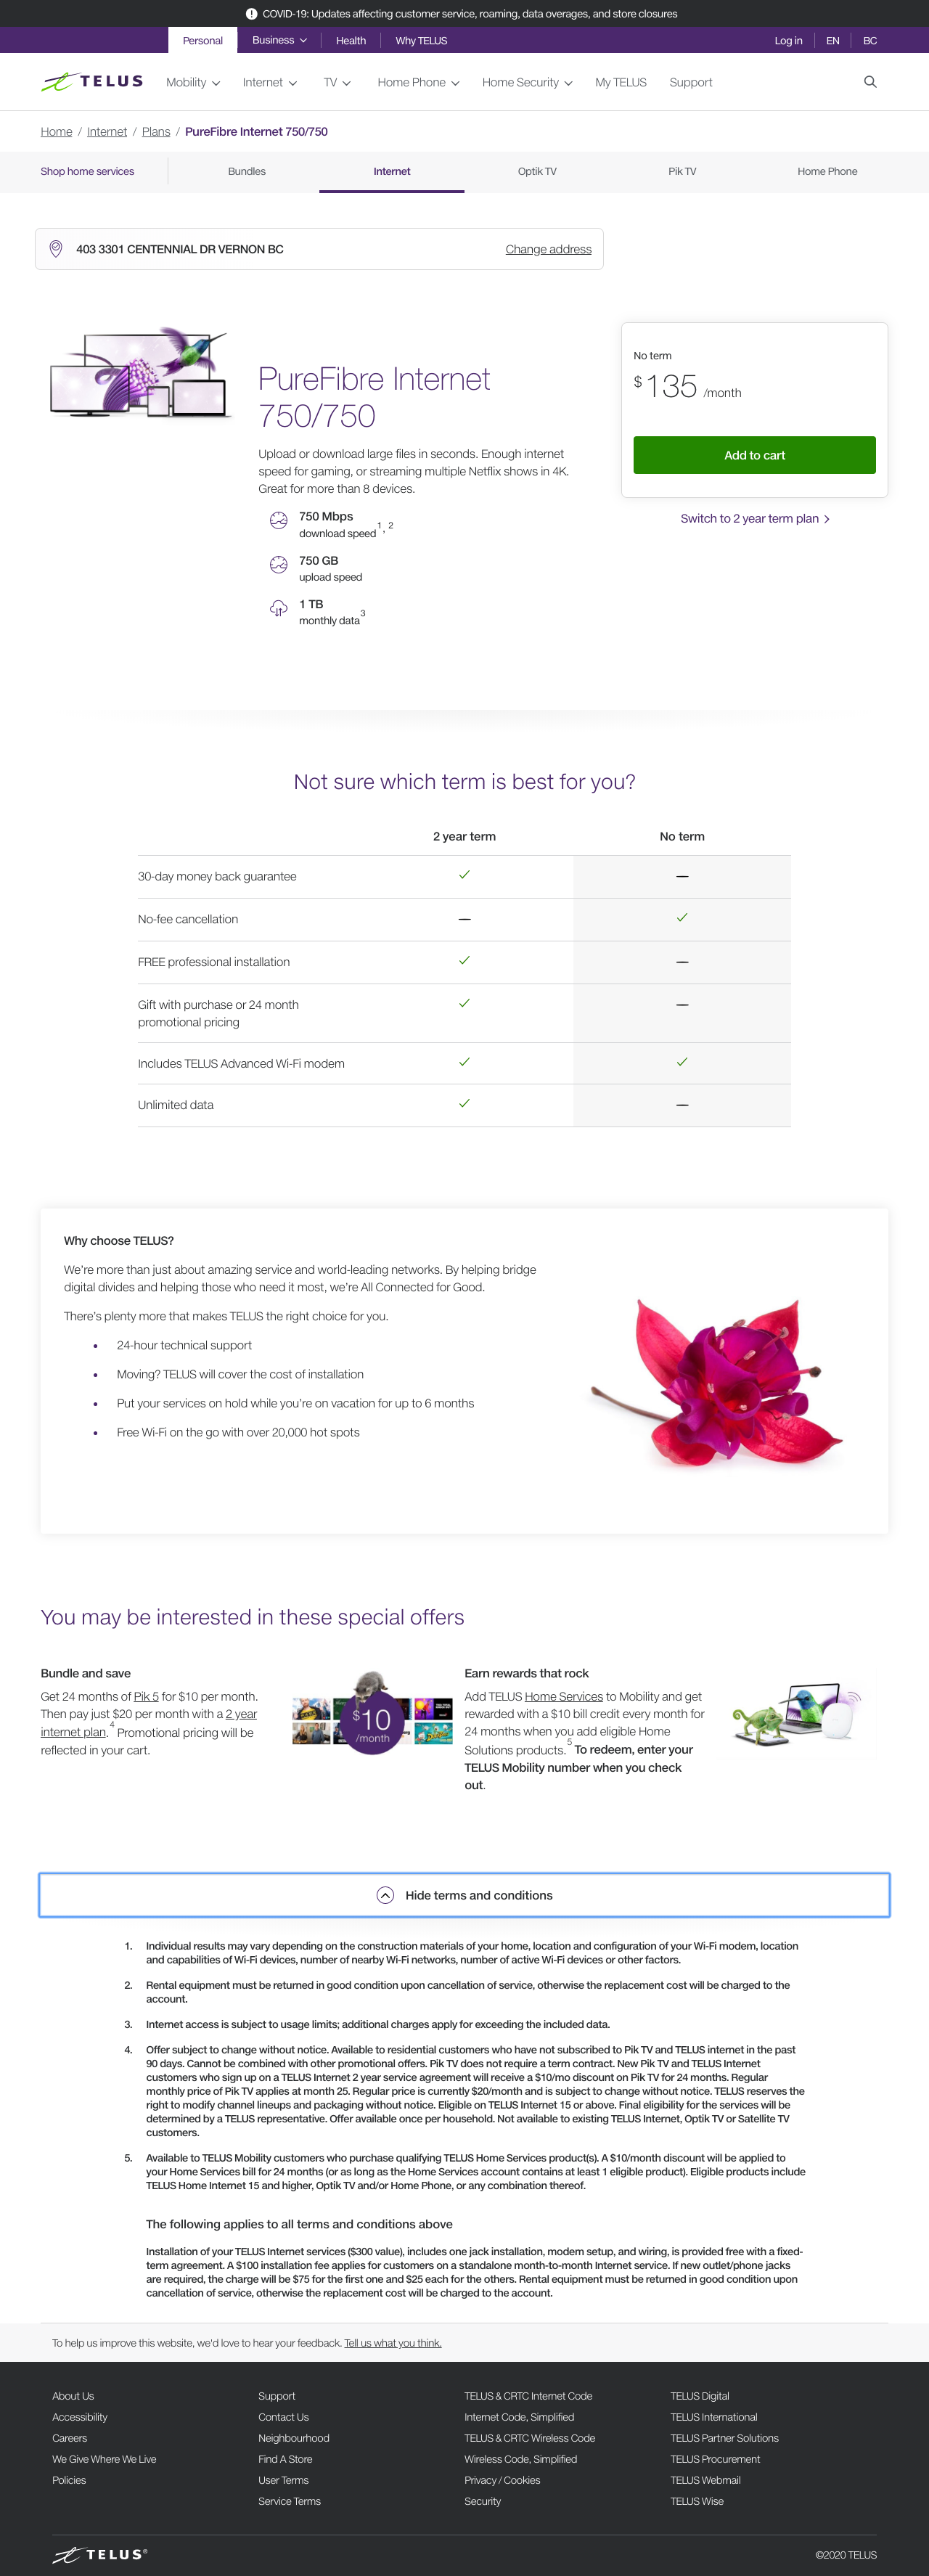 COVID-19: Updates affecting customer service, roaming, data overages, and store closures
Personal
Business
Health
Why TELUS
Log in
EN
BC
TELUS
Mobility
Internet
TV
Home Phone
Home Security
My TELUS
Support
Home / Internet / Plans / PureFibre Internet 750/750
Shop home services
Bundles
Internet
Optik TV
Pik TV
Home Phone
403 3301 CENTENNIAL DR VERNON BC
Change address
PureFibre Internet
750/750
Upload or download large files in seconds. Enough internet
speed for gaming, or streaming multiple Netflix shows in 4K.
Great for more than 8 devices.
750 Mbps
download speed1, 2
750 GB
upload speed
1 TB
monthly data3
No term
$135 /month
Add to cart
Switch to 2 year term plan
Not sure which term is best for you?
2 year term
No term
30-day money back guarantee
No-fee cancellation
FREE professional installation
Gift with purchase or 24 month
promotional pricing
Includes TELUS Advanced Wi-Fi modem
Unlimited data
Why choose TELUS?
We're more than just about amazing service and world-leading networks. By helping bridge
digital divides and helping those who need it most, we're All Connected for Good.
There's plenty more that makes TELUS the right choice for you.
• 24-hour technical support
• Moving? TELUS will cover the cost of installation
• Put your services on hold while you're on vacation for up to 6 months
• Free Wi-Fi on the go with over 20,000 hot spots
You may be interested in these special offers
Bundle and save
Get 24 months of Pik 5 for $10 per month.
Then pay just $20 per month with a 2 year
internet plan.4 Promotional pricing will be
reflected in your cart.
$10
/month
Earn rewards that rock
Add TELUS Home Services to Mobility and get
rewarded with a $10 bill credit every month for
24 months when you add eligible Home
Solutions products.5 To redeem, enter your
TELUS Mobility number when you check
out.
Hide terms and conditions
1. Individual results may vary depending on the construction materials of your home, location and configuration of your Wi-Fi modem, location
and capabilities of Wi-Fi devices, number of nearby Wi-Fi networks, number of active Wi-Fi devices or other factors.
2. Rental equipment must be returned in good condition upon cancellation of service, otherwise the replacement cost will be charged to the
account.
3. Internet access is subject to usage limits; additional charges apply for exceeding the included data.
4. Offer subject to change without notice. Available to residential customers who have not subscribed to Pik TV and TELUS internet in the past
90 days. Cannot be combined with other promotional offers. Pik TV does not require a term contract. New Pik TV and TELUS Internet
customers who sign up on a TELUS Internet 2 year service agreement will receive a $10/mo discount on Pik TV for 24 months. Regular
monthly price of Pik TV applies at month 25. Regular price is currently $20/month and is subject to change without notice. TELUS reserves the
right to modify channel lineups and packaging without notice. Eligible on TELUS Internet 15 or above. Final eligibility for the services will be
determined by a TELUS representative. Offer available once per household. Not available to existing TELUS Internet, Optik TV or Satellite TV
customers.
5. Available to TELUS Mobility customers who purchase qualifying TELUS Home Services product(s). A $10/month discount will be applied to
your Home Services bill for 24 months (or as long as the Home Services account contains at least 1 eligible product). Eligible products include
TELUS Home Internet 15 and higher, Optik TV and/or Home Phone, or any combination thereof.
The following applies to all terms and conditions above
Installation of your TELUS Internet services ($300 value), includes one jack installation, modem setup, and wiring, is provided free with a fixed-
term agreement. A $100 installation fee applies for customers on a standalone month-to-month Internet service. If new outlet/phone jacks
are required, the charge will be $75 for the first one and $25 each for the others. Rental equipment must be returned in good condition upon
cancellation of service, otherwise the replacement cost will be charged to the account.
To help us improve this website, we'd love to hear your feedback. Tell us what you think.
About Us
Accessibility
Careers
We Give Where We Live
Policies
Support
Contact Us
Neighbourhood
Find A Store
User Terms
Service Terms
TELUS & CRTC Internet Code
Internet Code, Simplified
TELUS & CRTC Wireless Code
Wireless Code, Simplified
Privacy / Cookies
Security
TELUS Digital
TELUS International
TELUS Partner Solutions
TELUS Procurement
TELUS Webmail
TELUS Wise
TELUS®
©2020 TELUS